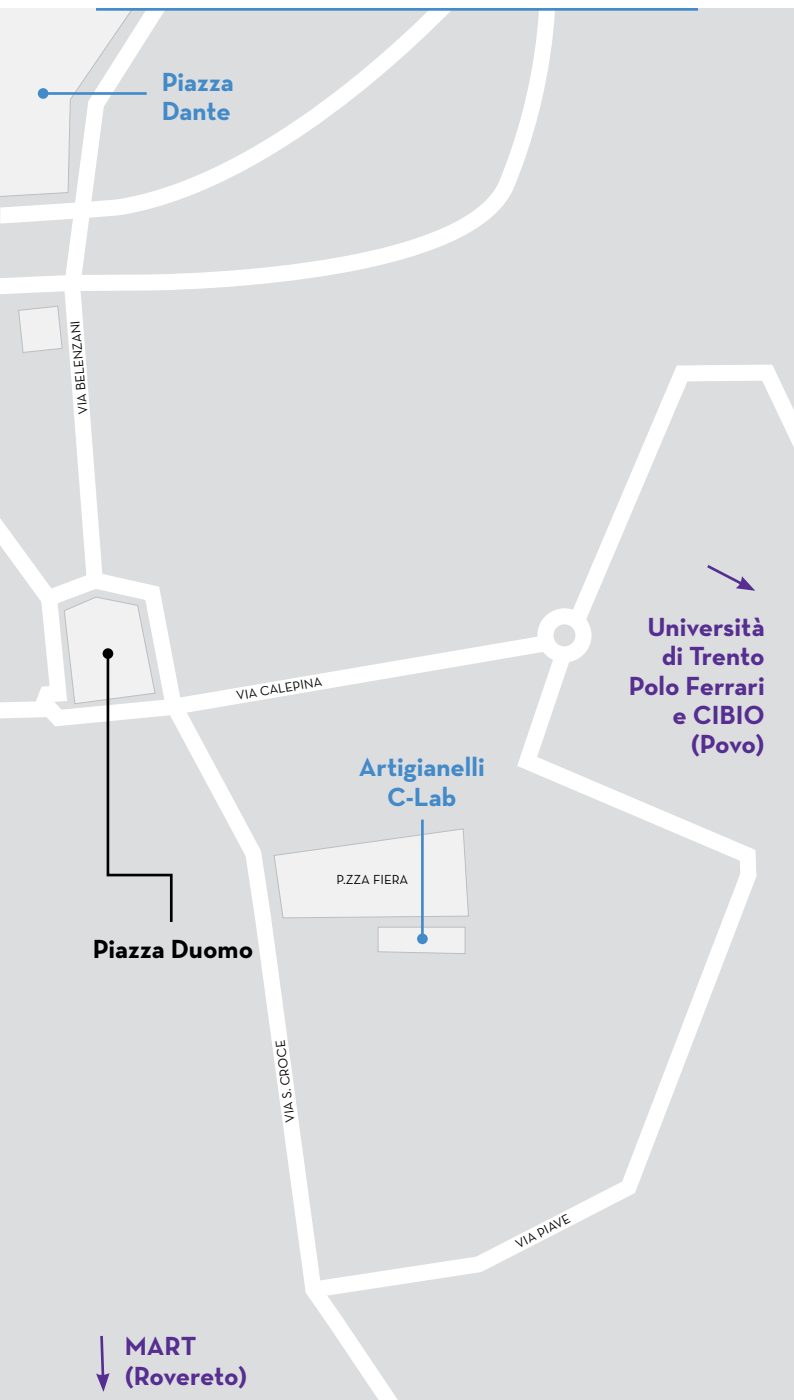 Piazza
Dante
VIA BELENZANI
Università
di Trento
Polo Ferrari
e CIBIO
(Povo)
VIA CALEPINA
Artigianelli
C-Lab
P.ZZA FIERA
Piazza Duomo
VIA S. CROCE
VIA PIAVE
MART
(Rovereto)